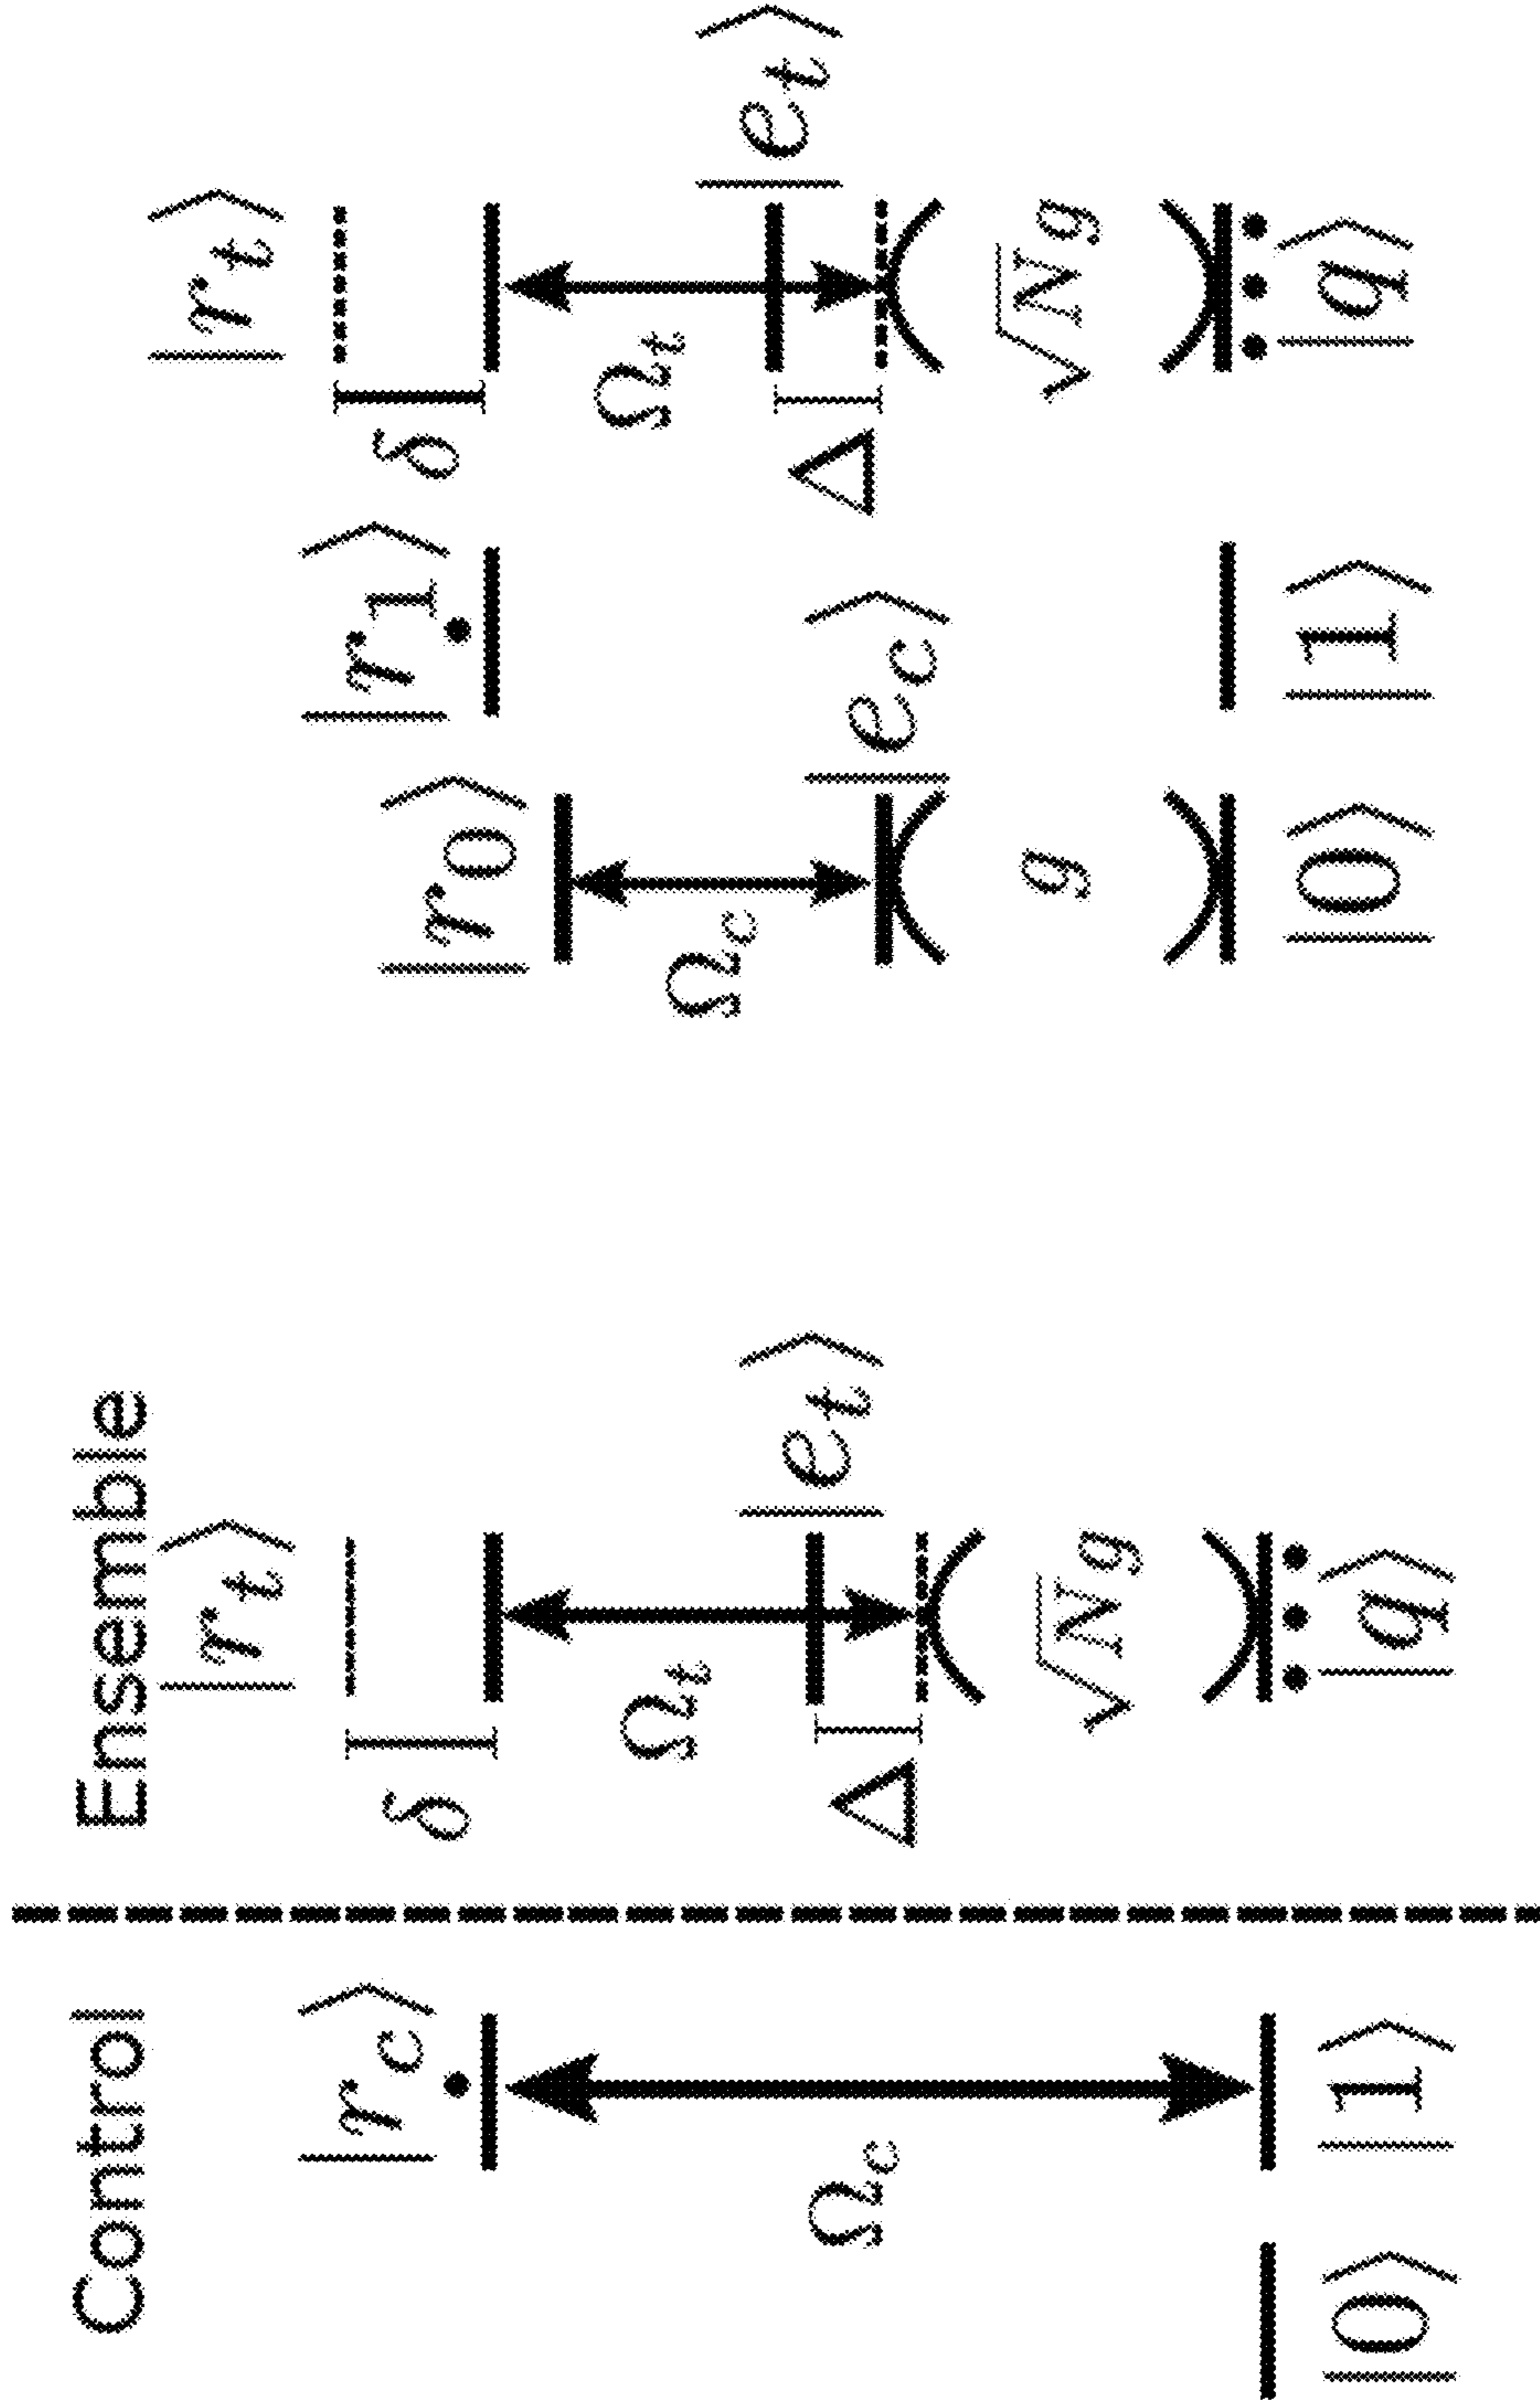 Control
Ensemble
|r_c⟩
|r_t⟩
δ
Ω_c
Ω_t
|e_t⟩
Δ
√N g
|0⟩
|1⟩
|q⟩
|r_0⟩
|r_1⟩
|r_t⟩
δ
Ω_c
Ω_t
|e_c⟩
|e_t⟩
Δ
g
√N g
|0⟩
|1⟩
|q⟩